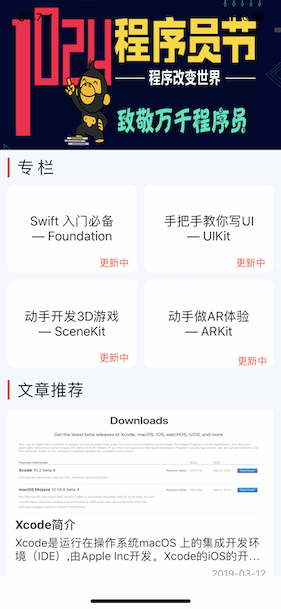 1024
程序员节
程序改变世界
致敬万千程序员
专 栏
Swift 入门必备
— Foundation
更新中
手把手教你写UI
— UIKit
更新中
动手开发3D游戏
— SceneKit
更新中
动手做AR体验
— ARKit
更新中
文章推荐
Downloads
Get the latest beta releases of Xcode, macOS, iOS, watchOS, tvOS, and more.
Xcode 10.2 beta 4
macOS Mojave 10.14.4 beta 4
Xcode简介
Xcode是运行在操作系统macOS 上的集成开发环
境（IDE）,由Apple Inc开发。Xcode的iOS的开...
2019-03-12